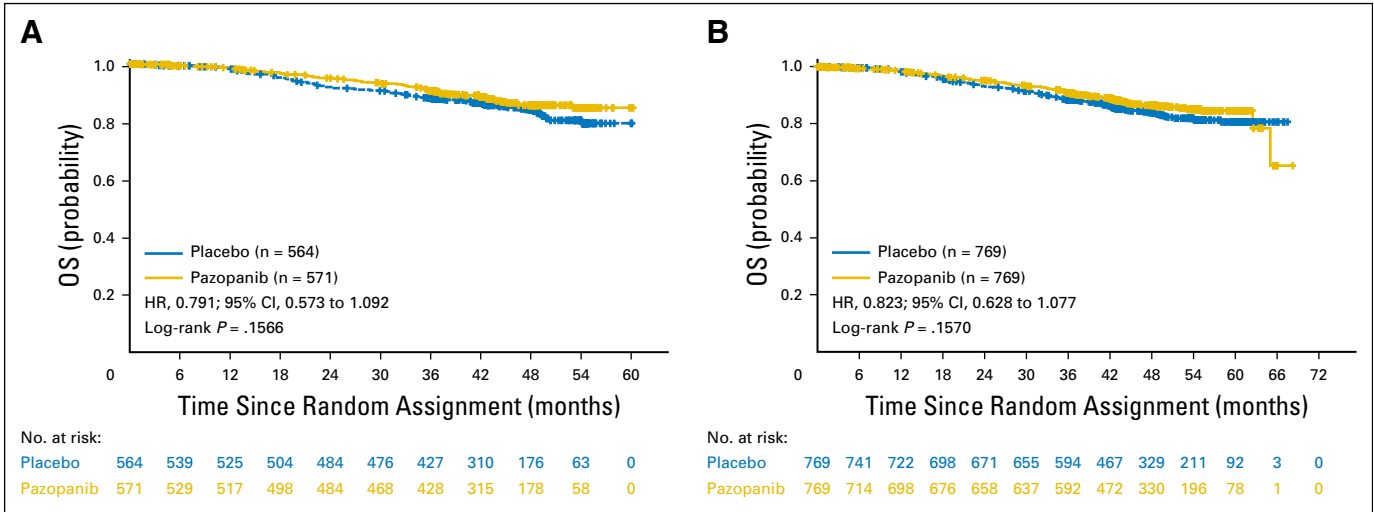 A
OS (probability)
1.0
0.8
0.6
0.4
0.2
Placebo (n = 564)
Pazopanib (n = 571)
HR, 0.791; 95% CI, 0.573 to 1.092
Log-rank P = .1566
0 6 12 18 24 30 36 42 48 54 60
Time Since Random Assignment (months)
No. at risk:
Placebo 564 539 525 504 484 476 427 310 176 63 0
Pazopanib 571 529 517 498 484 468 428 315 178 58 0
B
OS (probability)
1.0
0.8
0.6
0.4
0.2
Placebo (n = 769)
Pazopanib (n = 769)
HR, 0.823; 95% CI, 0.628 to 1.077
Log-rank P = .1570
0 6 12 18 24 30 36 42 48 54 60 66 72
Time Since Random Assignment (months)
No. at risk:
Placebo 769 741 722 698 671 655 594 467 329 211 92 3 0
Pazopanib 769 714 698 676 658 637 592 472 330 196 78 1 0